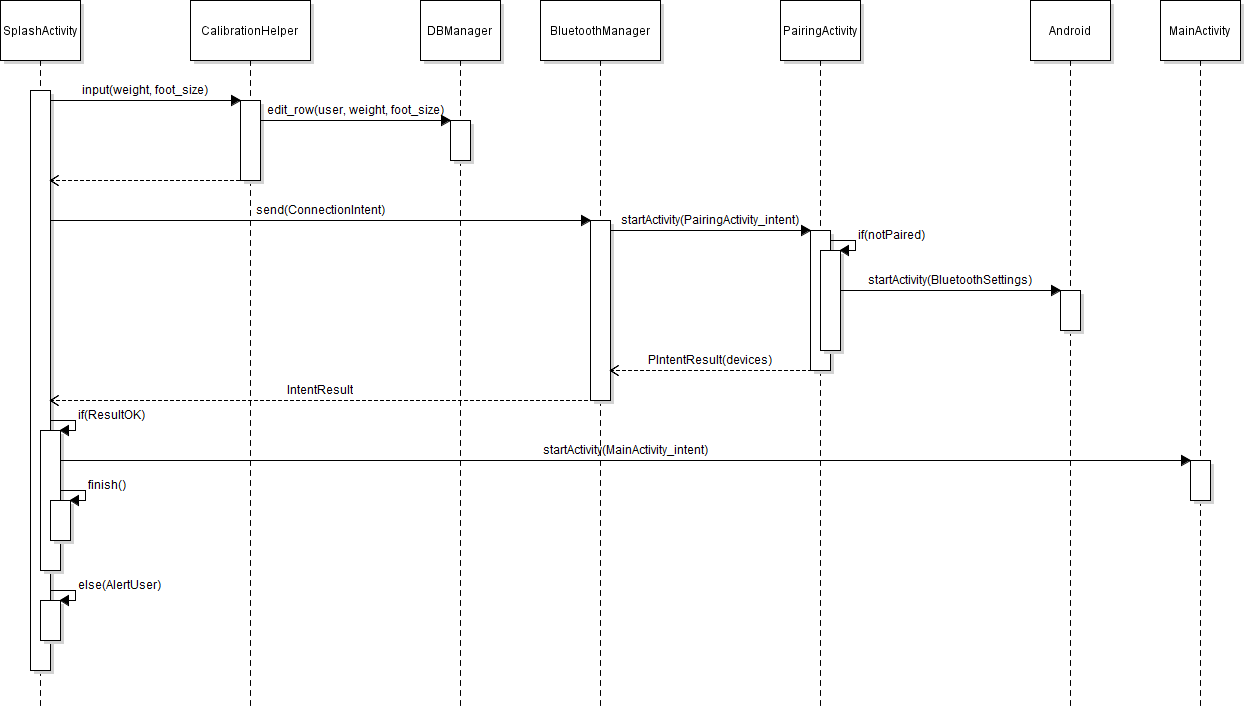 SplashActivity
CalibrationHelper
DBManager
BluetoothManager
PairingActivity
Android
MainActivity
input(weight, foot_size)
edit_row(user, weight, foot_size)
send(ConnectionIntent)
startActivity(PairingActivity_intent)
if(notPaired)
startActivity(BluetoothSettings)
PIntentResult(devices)
IntentResult
if(ResultOK)
startActivity(MainActivity_intent)
finish()
else(AlertUser)